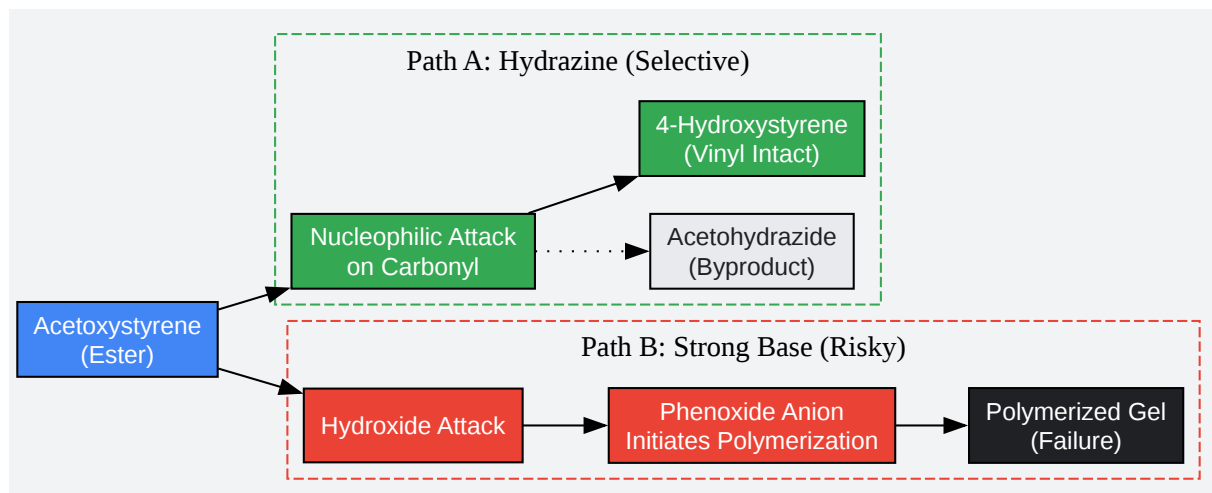 Path A: Hydrazine (Selective)
4-Hydroxystyrene
(Vinyl Intact)
Nucleophilic Attack
on Carbonyl
Acetohydrazide
(Byproduct)
Acetoxystyrene
(Ester)
Path B: Strong Base (Risky)
Hydroxide Attack
Phenoxide Anion
Initiates Polymerization
Polymerized Gel
(Failure)